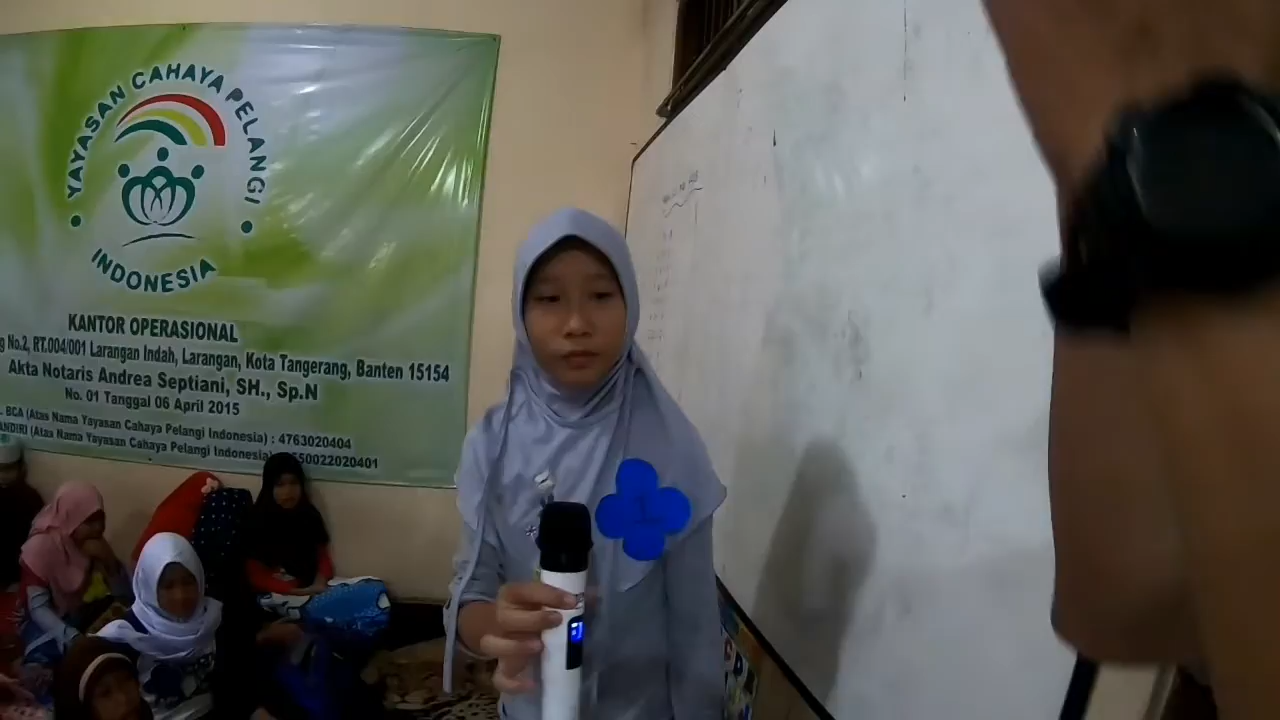 YAYASAN CAHAYA PELANGI
INDONESIA
KANTOR OPERASIONAL
No.2, RT.004/001 Larangan Indah, Larangan, Kota Tangerang, Banten 15154
Akta Notaris Andrea Septiani, SH., Sp.N
No. 01 Tanggal 06 April 2015
BCA (Atas Nama Yayasan Cahaya Pelangi Indonesia) : 4763020404
(Atas Nama Yayasan Cahaya Pelangi Indonesia)